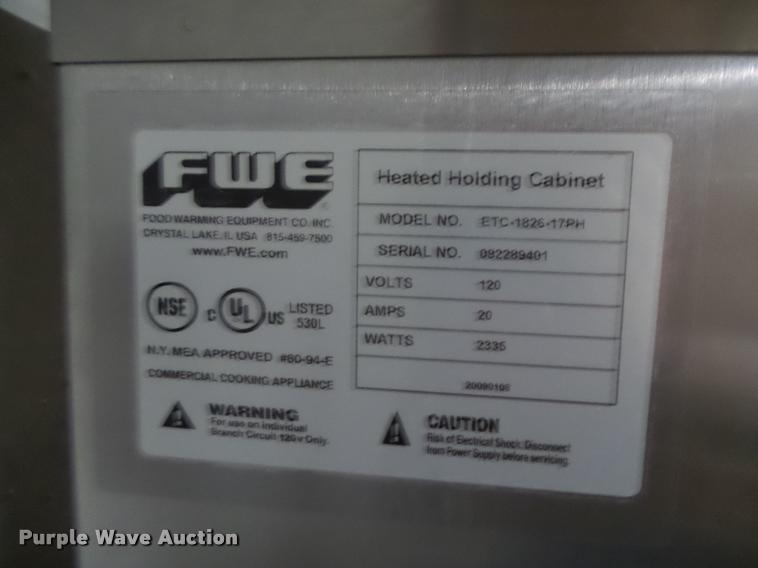 FWE
FOOD WARMING EQUIPMENT CO. INC.
CRYSTAL LAKE, IL USA 815-459-7500
www.FWE.com
NSF
C UL US LISTED
530L
N.Y. MEA APPROVED #80-94-E
COMMERCIAL COOKING APPLIANCE
WARNING
For use on individual
Branch Circuit 120v Only.
Heated Holding Cabinet
MODEL NO. ETC-1826-17PH
SERIAL NO. 092289401
VOLTS 120
AMPS 20
WATTS 2335
20090106
CAUTION
Risk of Electrical Shock. Disconnect
from Power Supply before servicing.
Purple Wave Auction